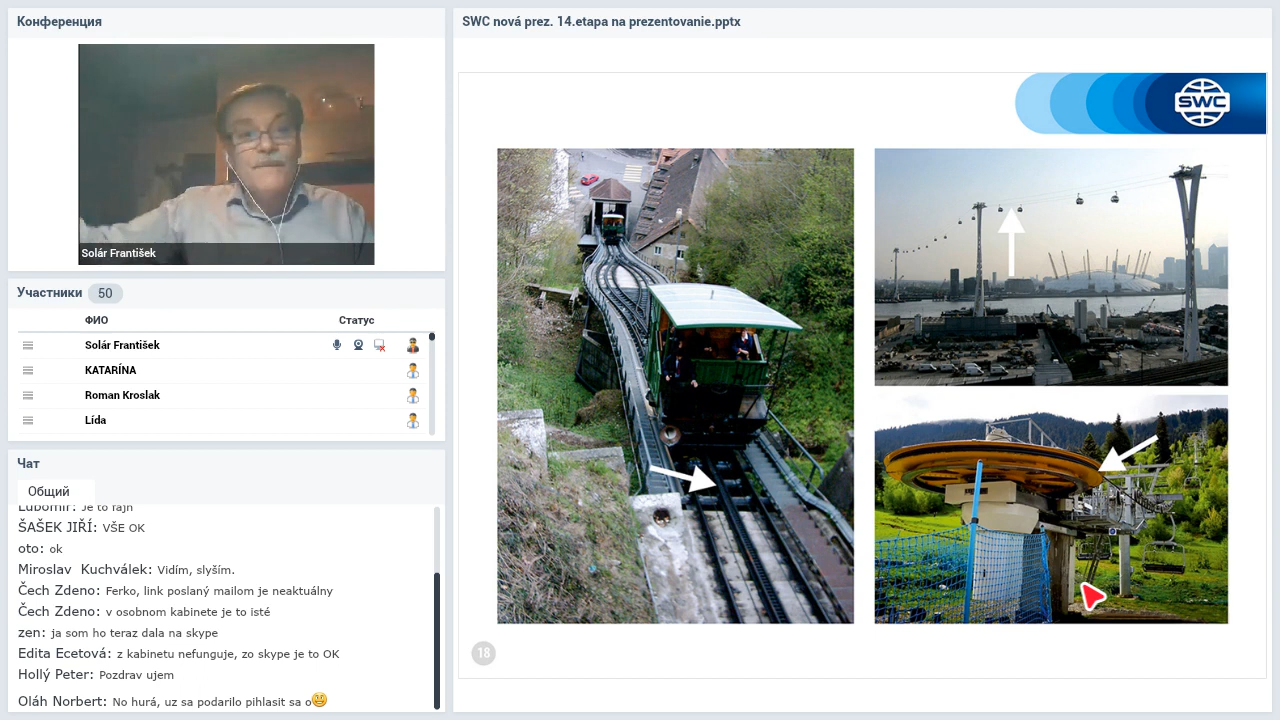 Конференция
Solár František
Участники 50
ФИО Статус
Solár František
KATARÍNA
Roman Kroslak
Lída
Чат
Общий
Ľubomír: Je to fajn
ŠAŠEK JIŘÍ: VŠE OK
oto: ok
Miroslav Kuchválek: Vidím, slyším.
Čech Zdeno: Ferko, link poslaný mailom je neaktuálny
Čech Zdeno: v osobnom kabinete je to isté
zen: ja som ho teraz dala na skype
Edita Ecetová: z kabinetu nefunguje, zo skype je to OK
Hollý Peter: Pozdrav ujem
Oláh Norbert: No hurá, uz sa podarilo pihlasit sa o
SWC nová prez. 14.etapa na prezentovanie.pptx
SWC
18